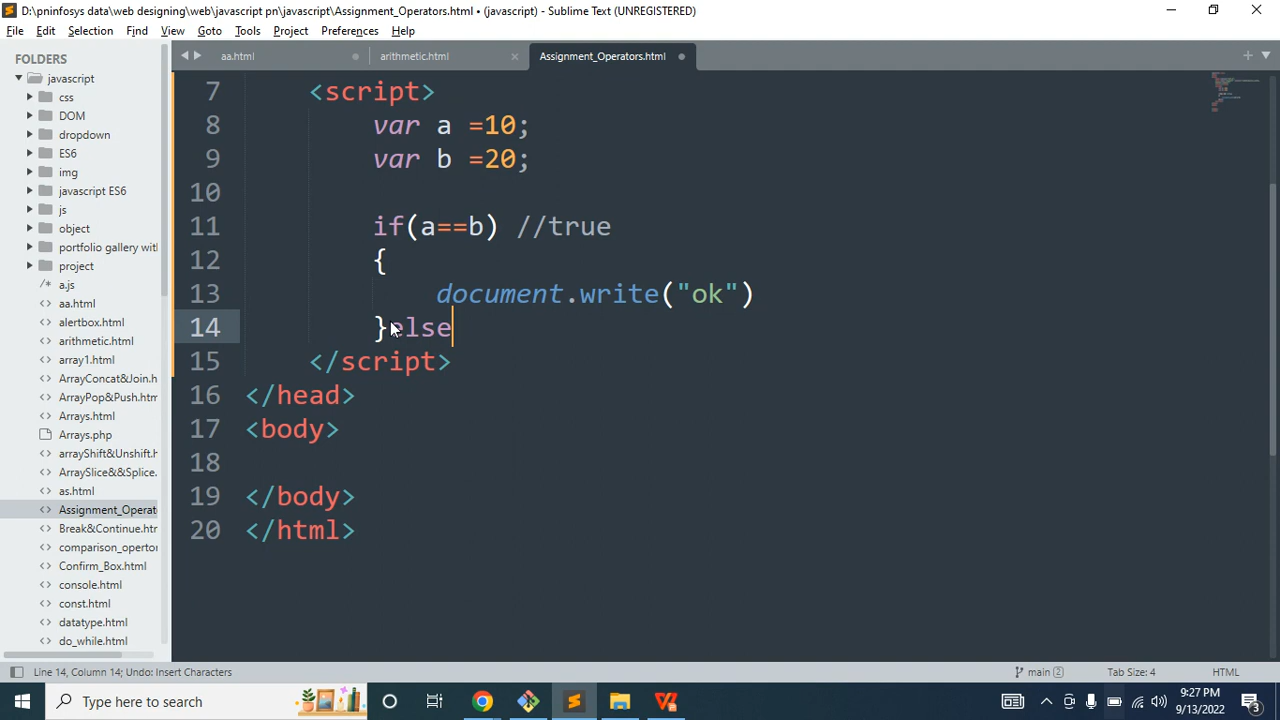 D:\pninfosys data\web designing\web\javascript pn\javascript\Assignment_Operators.html • (javascript) - Sublime Text (UNREGISTERED)
File Edit Selection Find View Goto Tools Project Preferences Help
FOLDERS
javascript
css
DOM
dropdown
ES6
img
javascript ES6
js
object
portfolio gallery wit
project
/* a.js
<> aa.html
<> alertbox.html
<> arithmetic.html
<> array1.html
<> ArrayConcat&Join.h
<> ArrayPop&Push.htm
<> Arrays.html
Arrays.php
<> arrayShift&Unshift.h
<> ArraySlice&&Splice.
<> as.html
<> Assignment_Operat
<> Break&Continue.htm
<> comparison_opertor
<> Confirm_Box.html
<> console.html
<> const.html
<> datatype.html
<> do_while.html
aa.html arithmetic.html × Assignment_Operators.html
7 <script>
8 var a =10;
9 var b =20;
10
11 if(a==b) //true
12 {
13 document.write("ok")
14 }else
15 </script>
16 </head>
17 <body>
18
19 </body>
20 </html>
Line 14, Column 14; Undo: Insert Characters main 2 Tab Size: 4 HTML
Type here to search
9:27 PM
9/13/2022
3